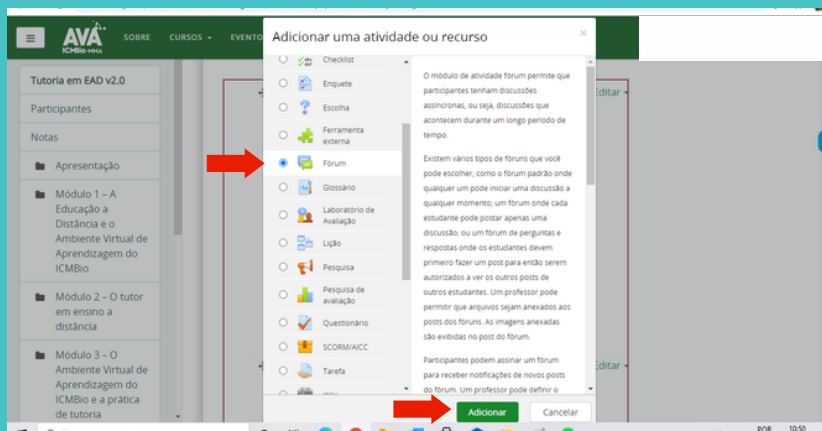 AVA
ICMBio-MMA
SOBRE
CURSOS
EVENTO
Adicionar uma atividade ou recurso
×
Tutoria em EAD v2.0
Participantes
Notas
Apresentação
Módulo 1 – A
Educação a
Distância e o
Ambiente Virtual de
Aprendizagem do
ICMBio
Módulo 2 – O tutor
em ensino a
distância
Módulo 3 – O
Ambiente Virtual de
Aprendizagem do
ICMBio e a prática
de tutoria
Checklist
Enquete
Escolha
Ferramenta
externa
Fórum
Glossário
Laboratório de
Avaliação
Lição
Pesquisa
Pesquisa de
avaliação
Questionário
SCORM/AICC
Tarefa
O módulo de atividade fórum permite que
participantes tenham discussões
assíncronas, ou seja, discussões que
acontecem durante um longo período de
tempo.
Existem vários tipos de fóruns que você
pode escolher, como o fórum padrão onde
qualquer um pode iniciar uma discussão a
qualquer momento; um fórum onde cada
estudante pode postar apenas uma
discussão; ou um fórum de perguntas e
respostas onde os estudantes devem
primeiro fazer um post para então serem
autorizados a ver os outros posts de
outros estudantes. Um professor pode
permitir que arquivos sejam anexados aos
posts dos fóruns. As imagens anexadas
são exibidas no post do fórum.
Participantes podem assinar um fórum
para receber notificações de novos posts
do fórum. Um professor pode definir o
Editar
Editar
Adicionar
Cancelar
POR
10:50